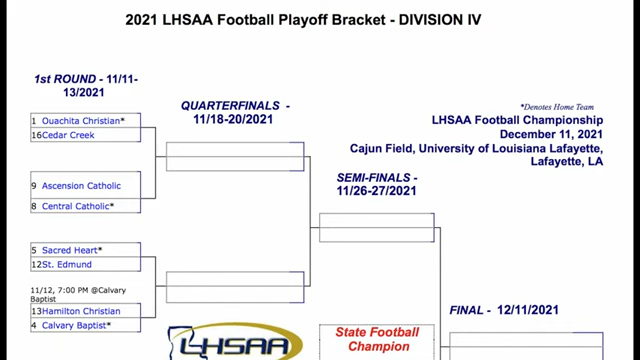 2021 LHSAA Football Playoff Bracket - DIVISION IV
1st ROUND - 11/11-
13/2021
QUARTERFINALS -
11/18-20/2021
*Denotes Home Team
LHSAA Football Championship
December 11, 2021
Cajun Field, University of Louisiana Lafayette,
Lafayette, LA
SEMI-FINALS -
11/26-27/2021
1 Ouachita Christian*
16 Cedar Creek
9 Ascension Catholic
8 Central Catholic*
5 Sacred Heart*
12 St. Edmund
11/12, 7:00 PM @Calvary
Baptist
13 Hamilton Christian
4 Calvary Baptist*
FINAL - 12/11/2021
LHSAA
State Football
Champion